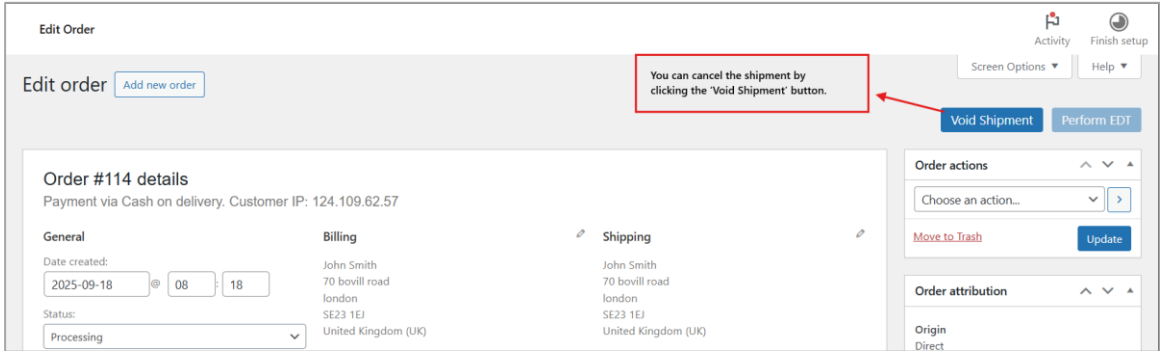 Edit Order
Activity
Finish setup
Screen Options ▼
Help ▼
Edit order
Add new order
You can cancel the shipment by
clicking the ‘Void Shipment’ button.
Void Shipment
Perform EDT
Order #114 details
Payment via Cash on delivery. Customer IP: 124.109.62.57
General
Date created:
2025-09-18 @ 08 : 18
Status:
Processing
Billing
John Smith
70 bovill road
london
SE23 1EJ
United Kingdom (UK)
Shipping
John Smith
70 bovill road
london
SE23 1EJ
United Kingdom (UK)
Order actions
Choose an action...
Move to Trash
Update
Order attribution
Origin
Direct